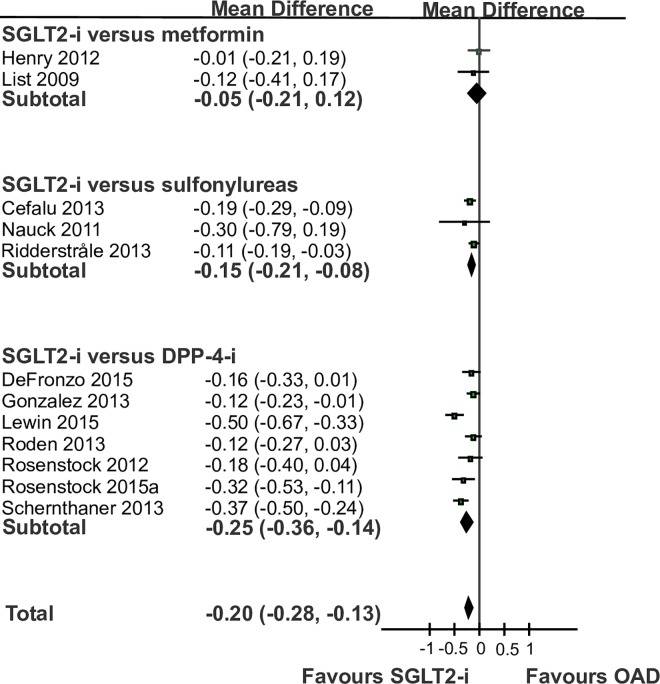 Mean Difference Mean Difference
SGLT2-i versus metformin
Henry 2012 -0.01 (-0.21, 0.19)
List 2009 -0.12 (-0.41, 0.17)
Subtotal -0.05 (-0.21, 0.12)
SGLT2-i versus sulfonylureas
Cefalu 2013 -0.19 (-0.29, -0.09)
Nauck 2011 -0.30 (-0.79, 0.19)
Ridderstråle 2013 -0.11 (-0.19, -0.03)
Subtotal -0.15 (-0.21, -0.08)
SGLT2-i versus DPP-4-i
DeFronzo 2015 -0.16 (-0.33, 0.01)
Gonzalez 2013 -0.12 (-0.23, -0.01)
Lewin 2015 -0.50 (-0.67, -0.33)
Roden 2013 -0.12 (-0.27, 0.03)
Rosenstock 2012 -0.18 (-0.40, 0.04)
Rosenstock 2015a -0.32 (-0.53, -0.11)
Schernthaner 2013 -0.37 (-0.50, -0.24)
Subtotal -0.25 (-0.36, -0.14)
Total -0.20 (-0.28, -0.13)
-1 -0.5 0 0.5 1
Favours SGLT2-i Favours OAD